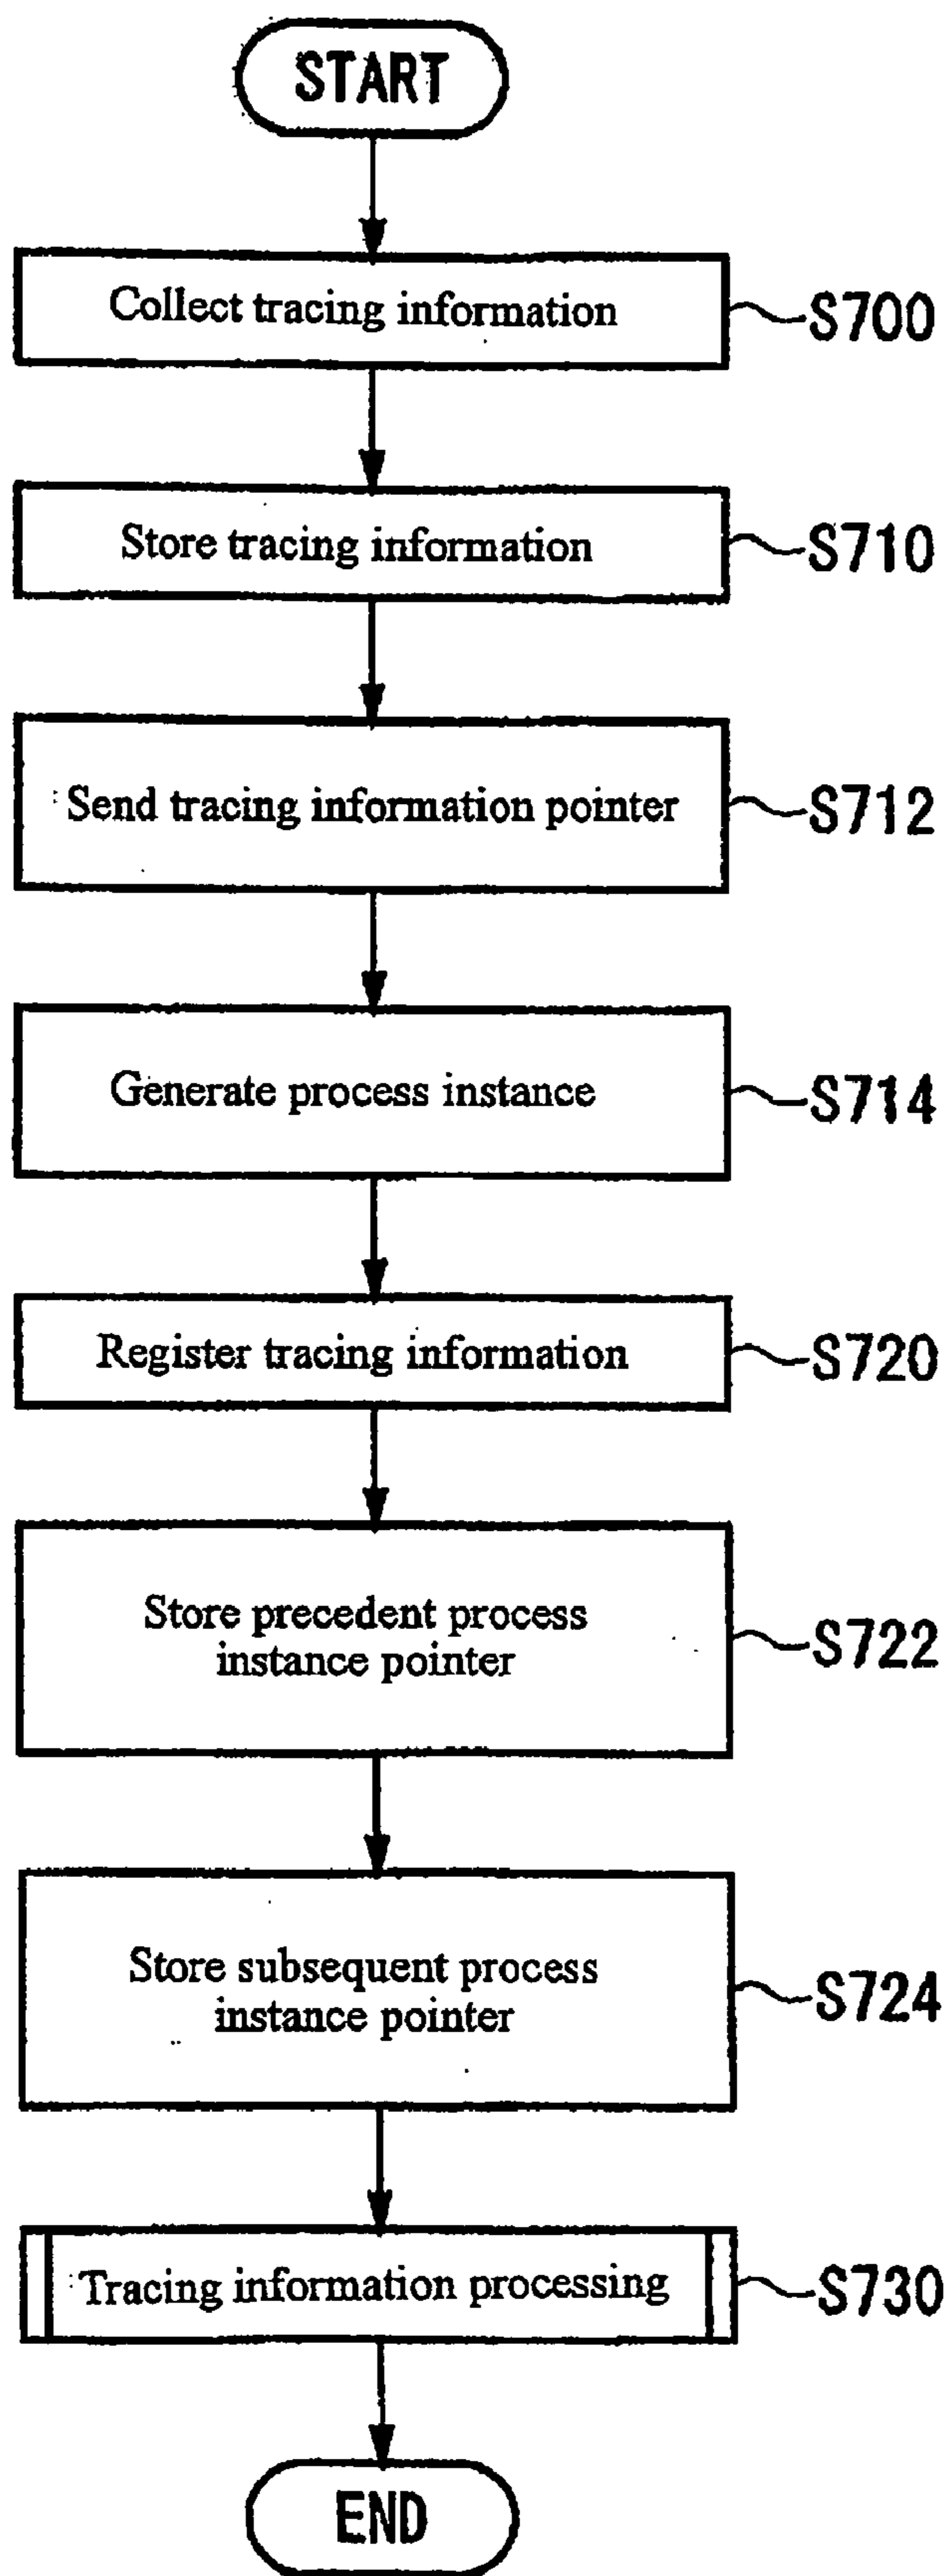 START
Collect tracing information
S700
Store tracing information
S710
Send tracing information pointer
S712
Generate process instance
S714
Register tracing information
S720
Store precedent process
instance pointer
S722
Store subsequent process
instance pointer
S724
Tracing information processing
S730
END